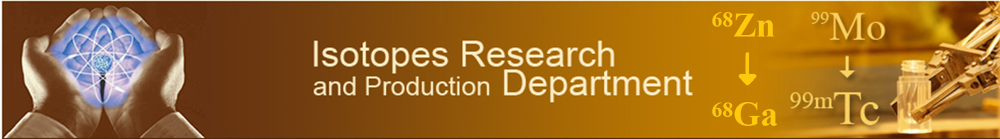 Isotopes Research
and Production Department
⁶⁸Zn
↓
⁶⁸Ga
⁹⁹Mo
↓
⁹⁹ᵐTc